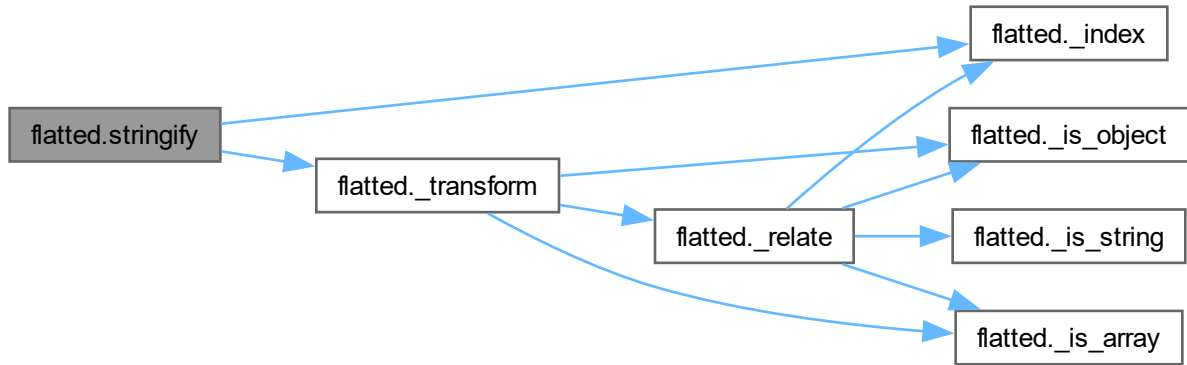 flatted._index
flatted.stringify
flatted._is_object
flatted._transform
flatted._relate
flatted._is_string
flatted._is_array